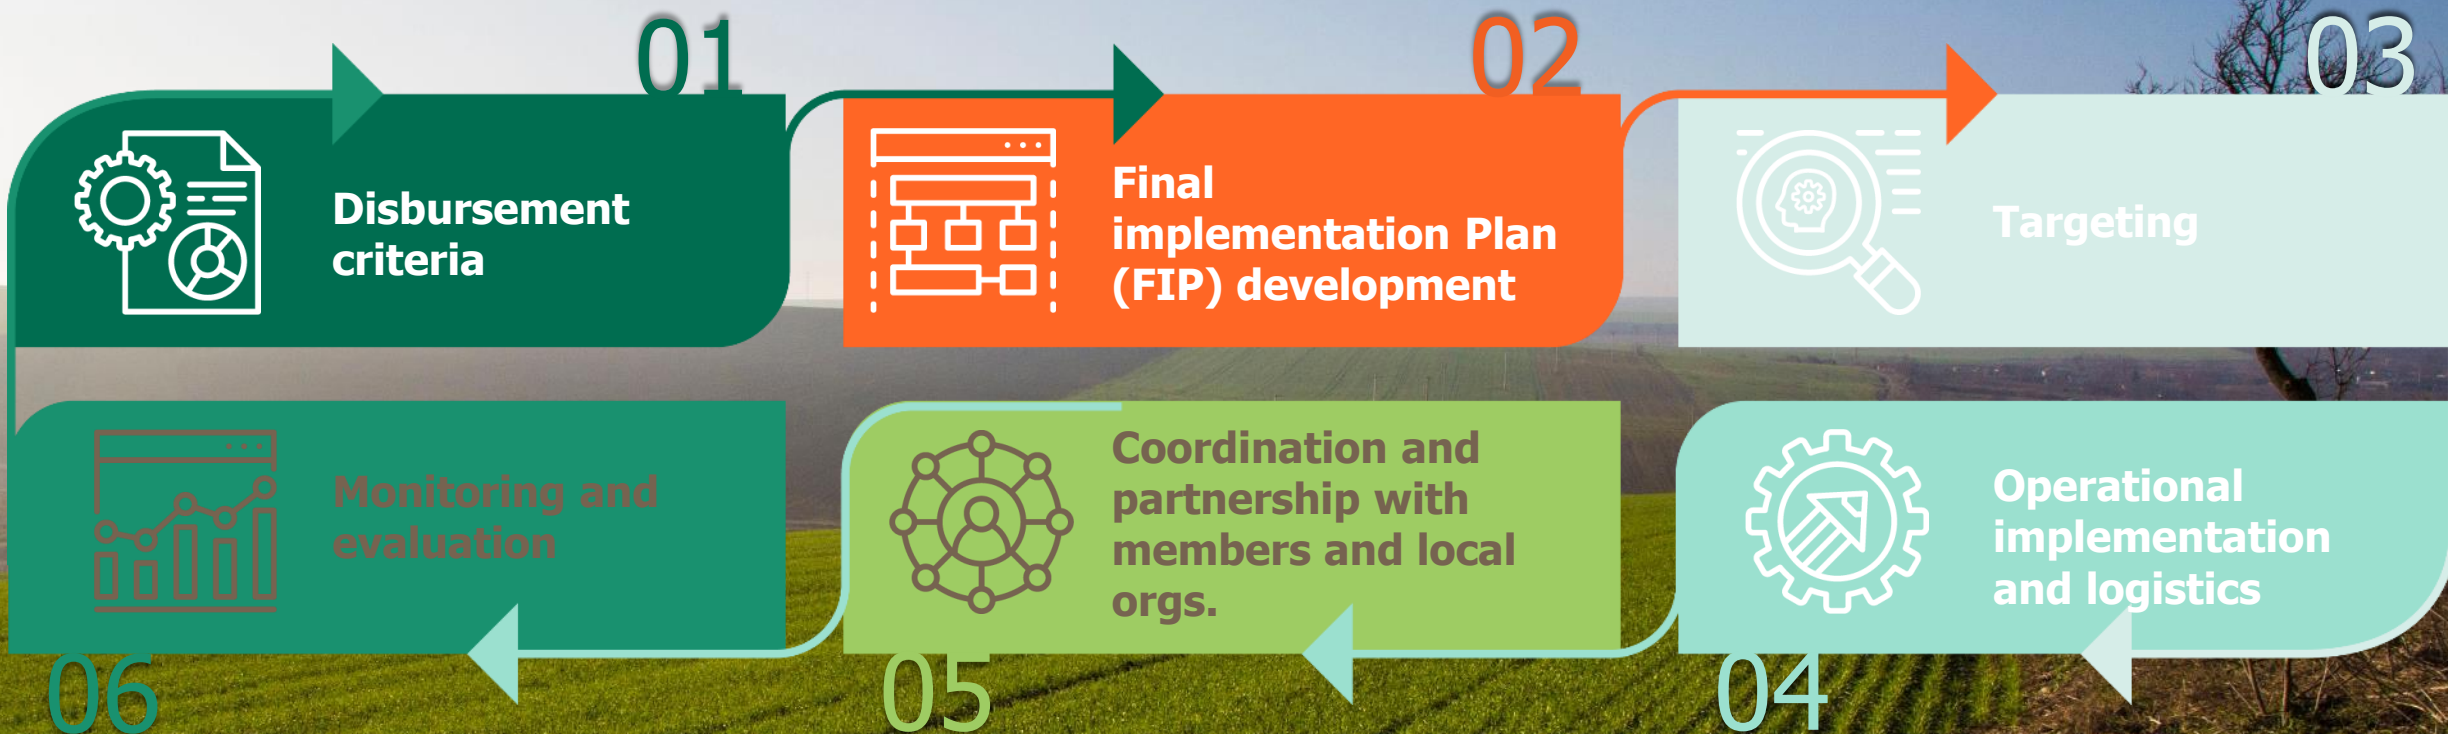 01
Disbursement
criteria
02
Final
implementation Plan
(FIP) development
03
Targeting
04
Operational
implementation
and logistics
05
Coordination and
partnership with
members and local
orgs.
06
Monitoring and
evaluation